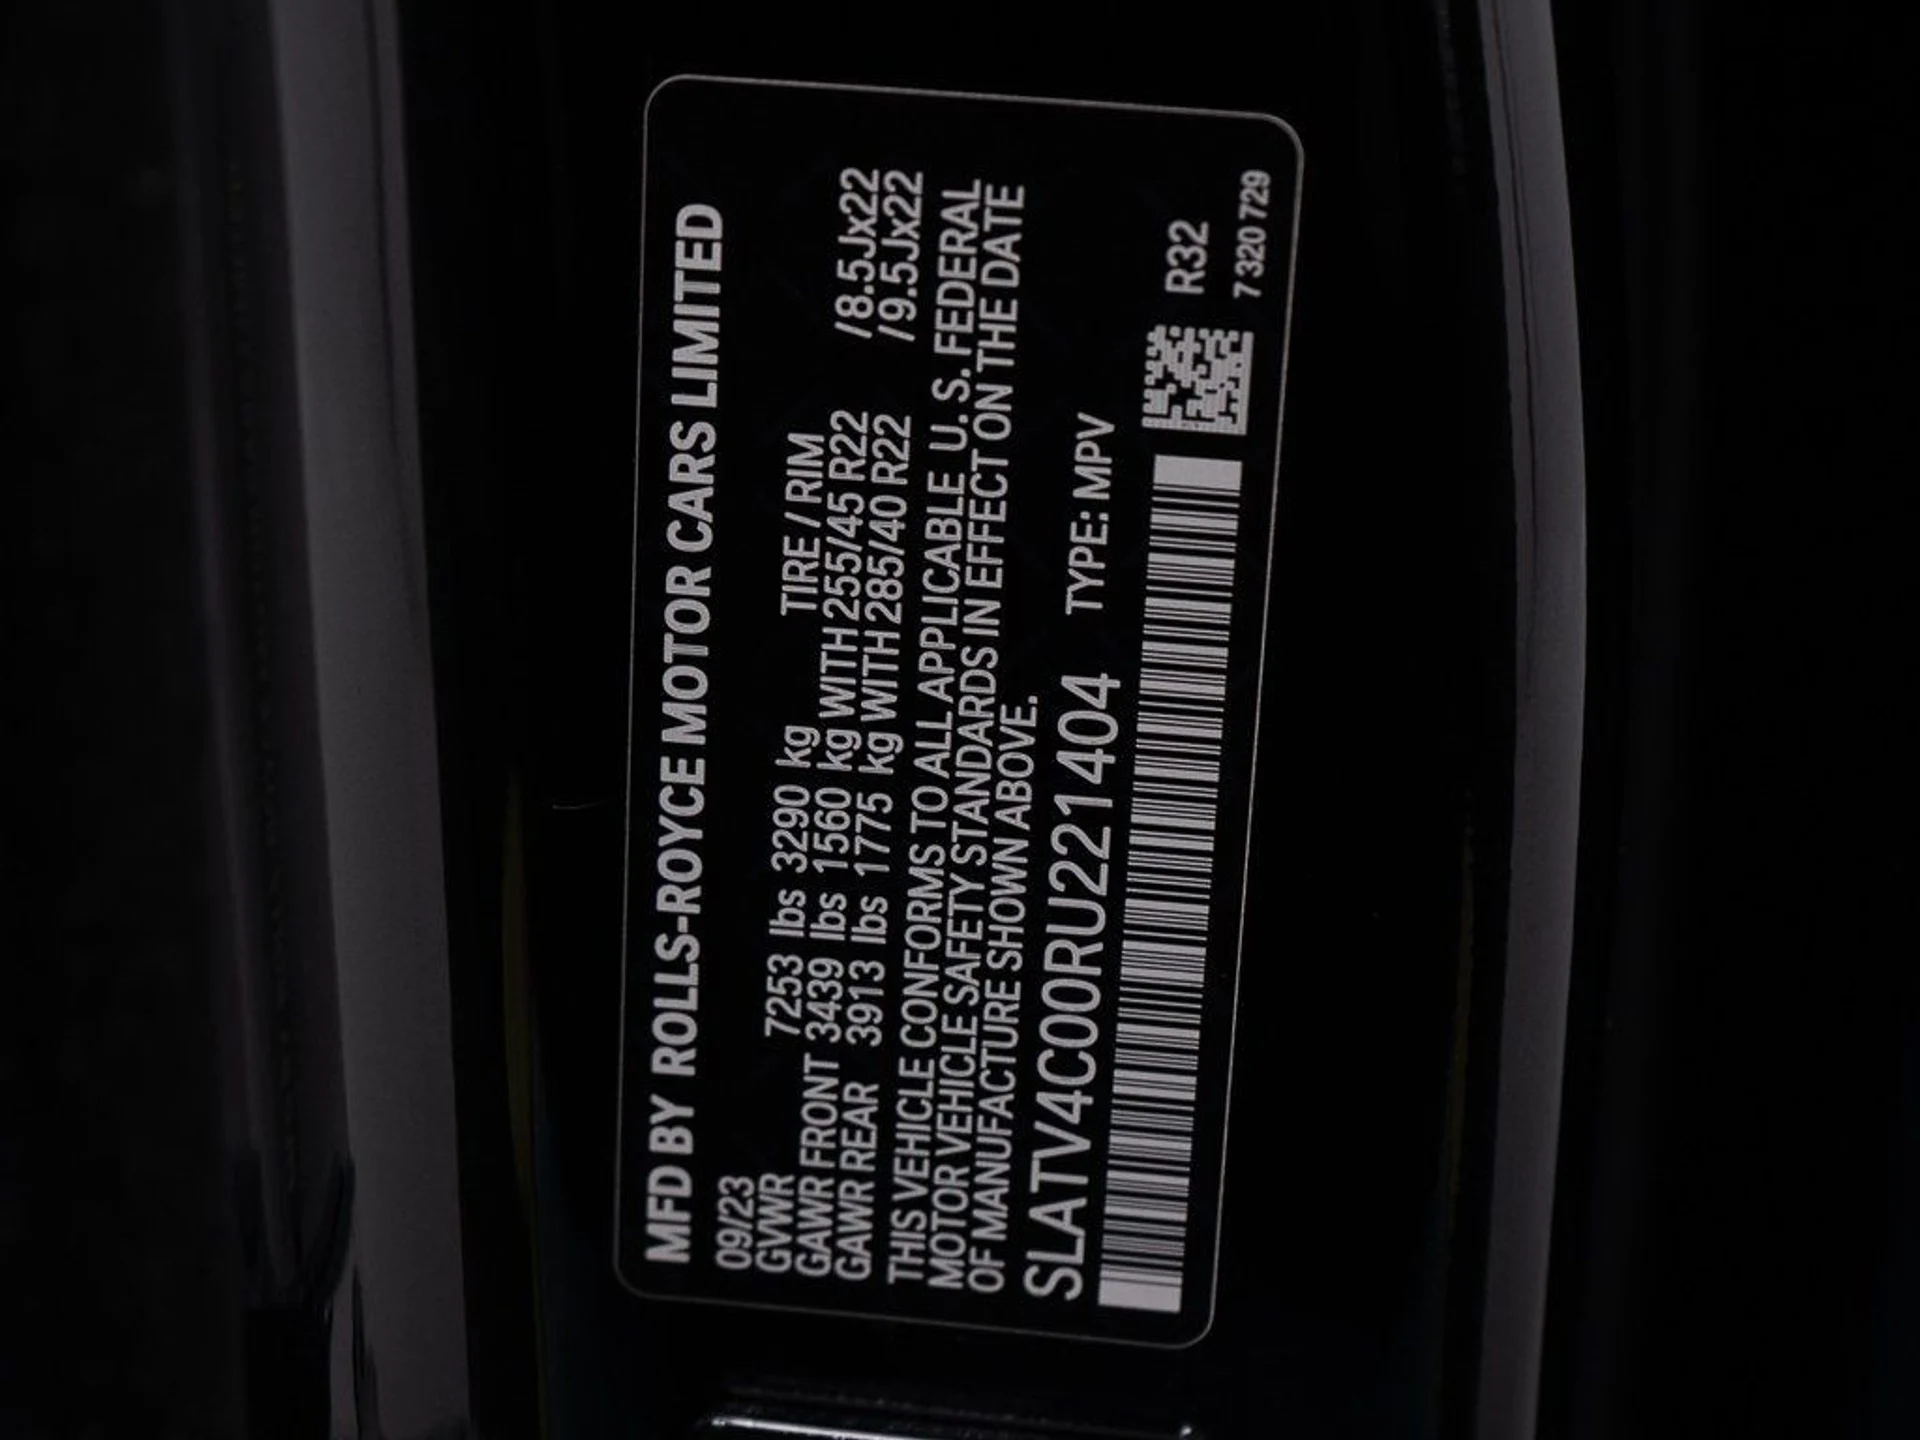 MFD BY ROLLS-ROYCE MOTOR CARS LIMITED
09/23
GVWR 7253 lbs 3290 kg TIRE / RIM
GAWR FRONT 3439 lbs 1560 kg WITH 255/45 R22 /8.5Jx22
GAWR REAR 3913 lbs 1775 kg WITH 285/40 R22 /9.5Jx22
THIS VEHICLE CONFORMS TO ALL APPLICABLE U.S. FEDERAL
MOTOR VEHICLE SAFETY STANDARDS IN EFFECT ON THE DATE
OF MANUFACTURE SHOWN ABOVE.
SLATV4C00RU221404 TYPE: MPV
R32
7 320 729